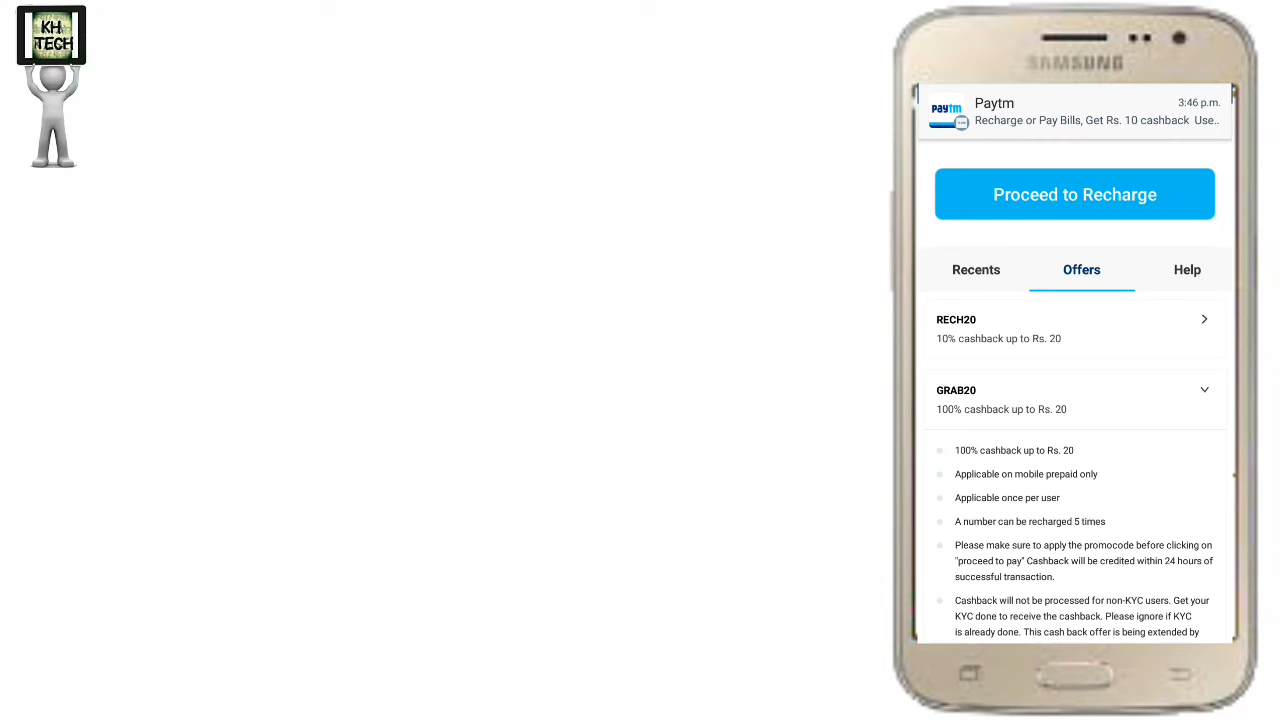 KH
TECH
SAMSUNG
paytm
Paytm
3:46 p.m.
Recharge or Pay Bills, Get Rs. 10 cashback Use..
Proceed to Recharge
Recents
Offers
Help
RECH20
10% cashback up to Rs. 20
GRAB20
100% cashback up to Rs. 20
100% cashback up to Rs. 20
Applicable on mobile prepaid only
Applicable once per user
A number can be recharged 5 times
Please make sure to apply the promocode before clicking on
"proceed to pay" Cashback will be credited within 24 hours of
successful transaction.
Cashback will not be processed for non-KYC users. Get your
KYC done to receive the cashback. Please ignore if KYC
is already done. This cash back offer is being extended by